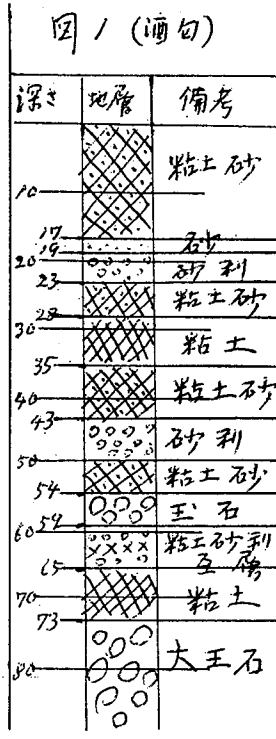 図1 (酒匂)
深さ 地層 備考
粘土砂
10
17
砂
19
20
砂利
23
粘土砂
28
30
粘土
35
粘土砂
40
43
砂利
50
粘土砂
54
玉石
59
60
粘土砂利
互層
65
70
粘土
73
大玉石
80